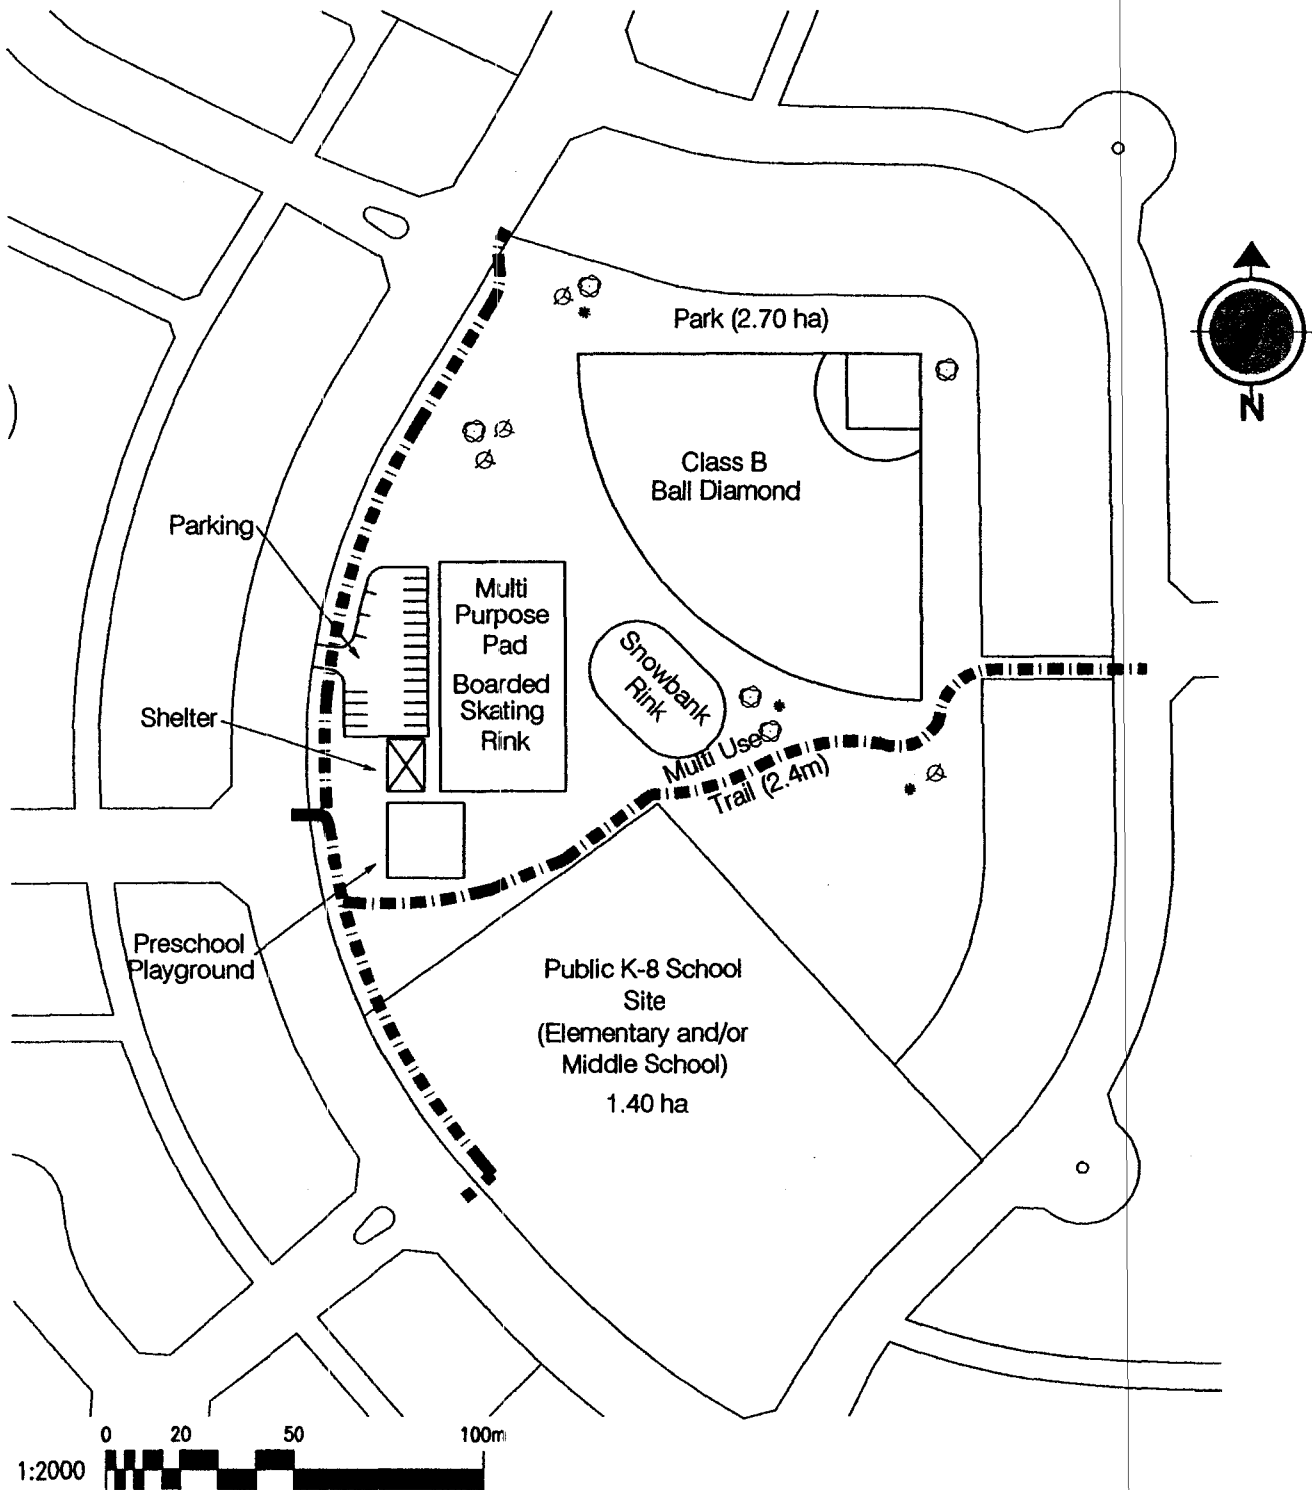 Park (2.70 ha)
N
Class B
Ball Diamond
Parking
Multi
Purpose
Pad
Boarded
Skating
Rink
Snowbank
Rink
Shelter
Multi Use
Trail (2.4m)
Preschool
Playground
Public K-8 School
Site
(Elementary and/or
Middle School)
1.40 ha
0 20 50 100m
1:2000